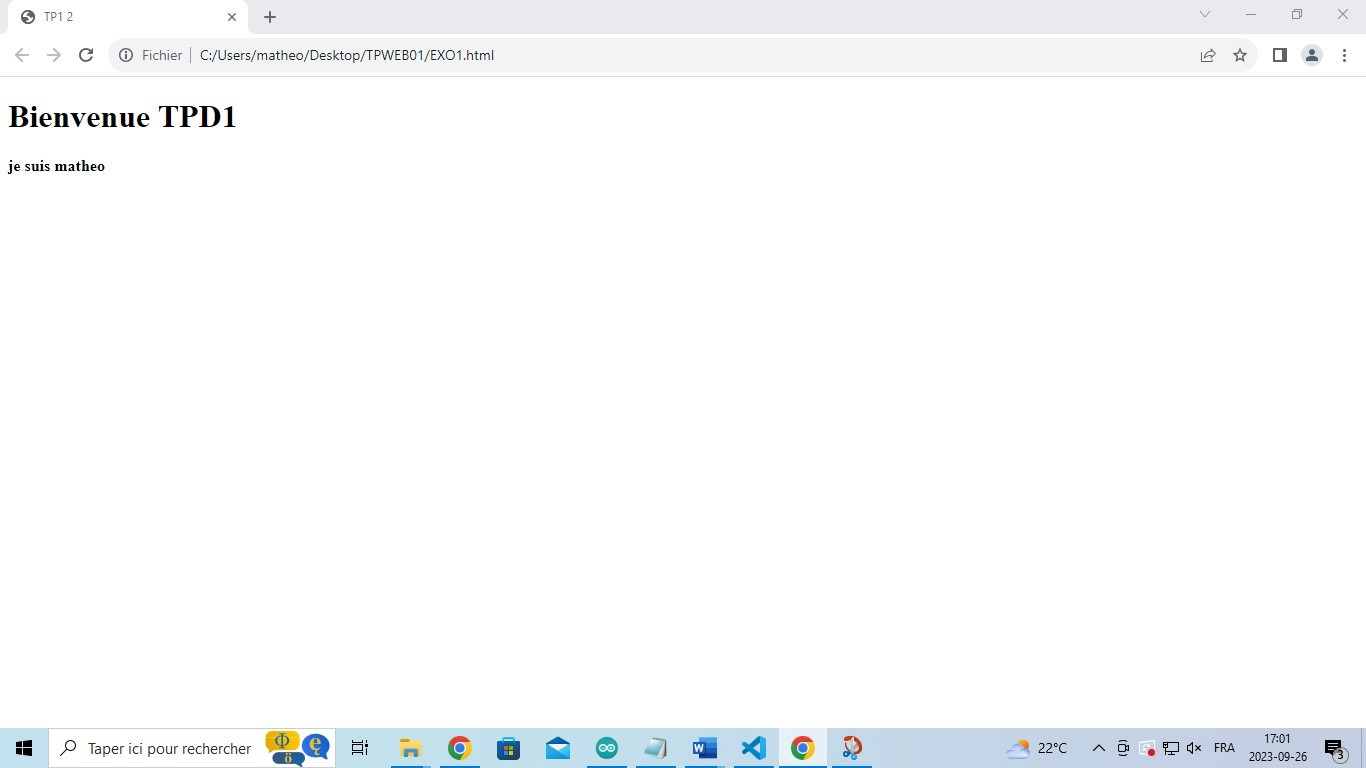 TP1 2
Fichier C:/Users/matheo/Desktop/TPWEB01/EXO1.html
Bienvenue TPD1
je suis matheo
Taper ici pour rechercher
22°C
FRA
17:01
2023-09-26
3